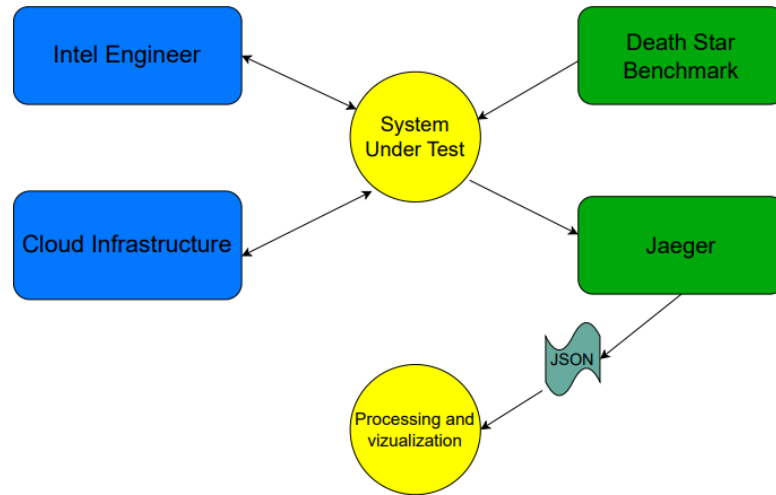 Intel Engineer
Death Star
Benchmark
System
Under Test
Cloud Infrastructure
Jaeger
JSON
Processing and
vizualization